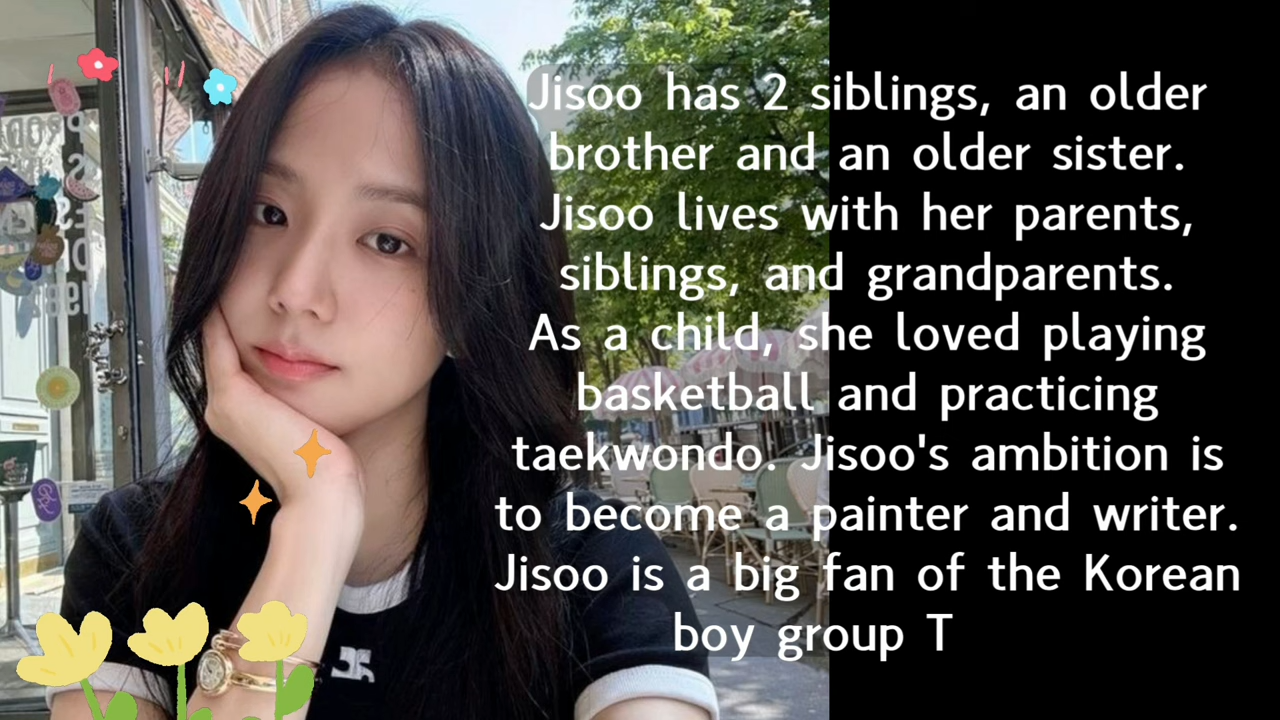 Jisoo has 2 siblings, an older
brother and an older sister.
Jisoo lives with her parents,
siblings, and grandparents.
As a child, she loved playing
basketball and practicing
taekwondo. Jisoo's ambition is
to become a painter and writer.
Jisoo is a big fan of the Korean
boy group T